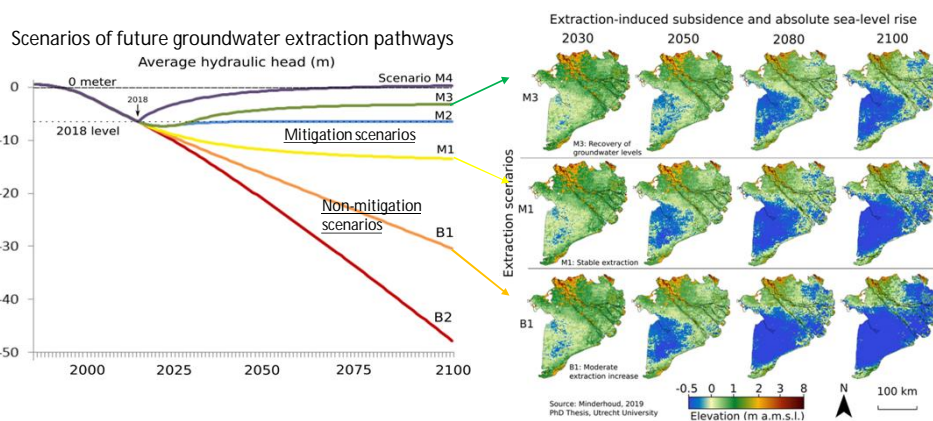 Scenarios of future groundwater extraction pathways
Average hydraulic head (m)
0
-10
-20
-30
-40
-50
0 meter
2018
2018 level
Scenario M4
M3
M2
Mitigation scenarios
M1
Non-mitigation
scenarios
B1
B2
2000
2025
2050
2075
2100
Extraction-induced subsidence and absolute sea-level rise
2030
2050
2080
2100
Extraction scenarios
M3
M3: Recovery of
groundwater levels
M1
M1: Stable extraction
B1
B1: Moderate
extraction increase
Source: Minderhoud, 2019
PhD Thesis, Utrecht University
-0.5 0 1 2 3 8
Elevation (m a.m.s.l.)
N
100 km